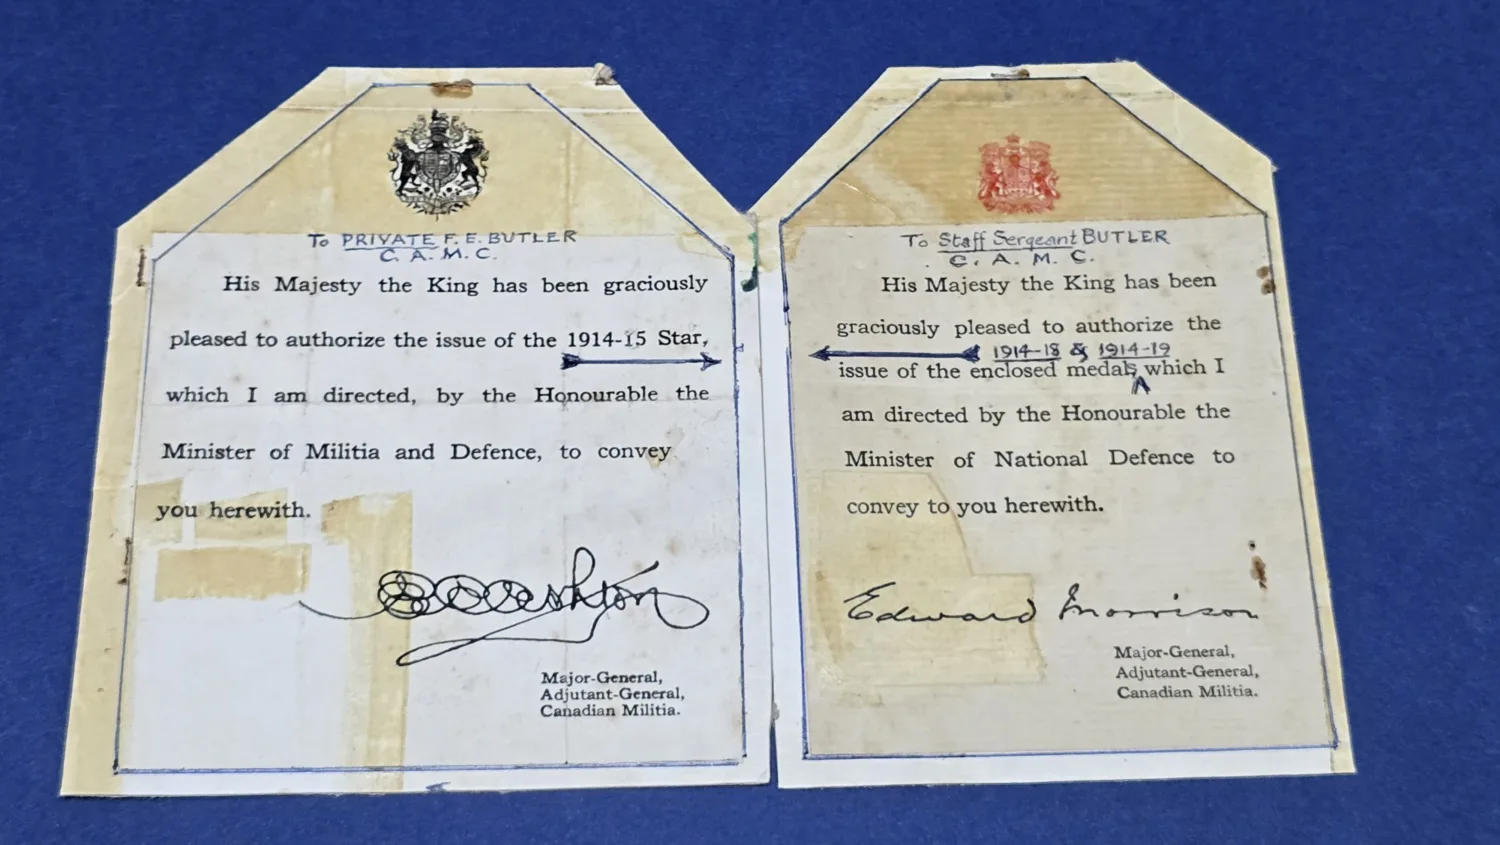 To PRIVATE F. E. BUTLER
C. A. M. C.
His Majesty the King has been graciously
pleased to authorize the issue of the 1914-15 Star,
which I am directed, by the Honourable the
Minister of Militia and Defence, to convey
you herewith.
Major-General,
Adjutant-General,
Canadian Militia.
To Staff Sergeant BUTLER
C. A. M. C.
His Majesty the King has been
graciously pleased to authorize the
1914-18 & 1914-19
issue of the enclosed medals which I
am directed by the Honourable the
Minister of National Defence to
convey to you herewith.
Edward Morrison
Major-General,
Adjutant-General,
Canadian Militia.